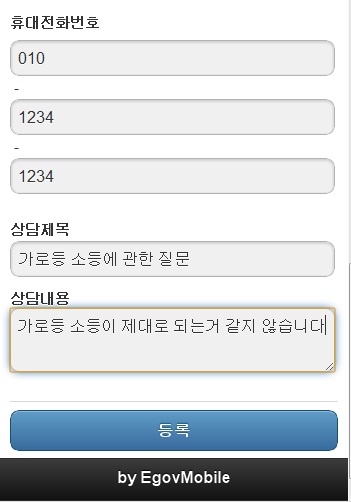 휴대전화번호
010
-
1234
-
1234
상담제목
가로등 소등에 관한 질문
상담내용
가로등 소등이 제대로 되는거 같지 않습니다
등록
by EgovMobile